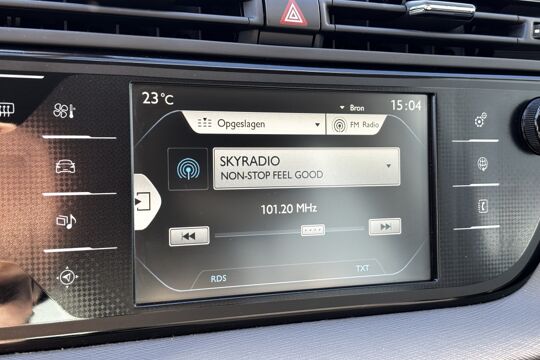 23°C
Bron
15:04
Opgeslagen
FM Radio
SKYRADIO
NON-STOP FEEL GOOD
101.20 MHz
RDS
TXT